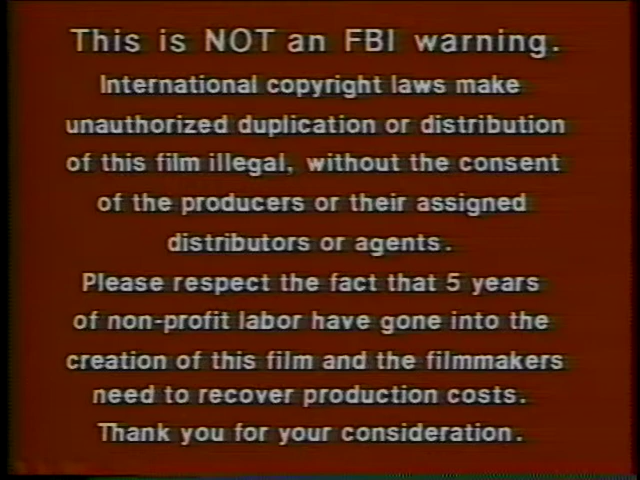 This is NOT an FBI warning.
International copyright laws make
unauthorized duplication or distribution
of this film illegal, without the consent
of the producers or their assigned
distributors or agents.
Please respect the fact that 5 years
of non-profit labor have gone into the
creation of this film and the filmmakers
need to recover production costs.
Thank you for your consideration.